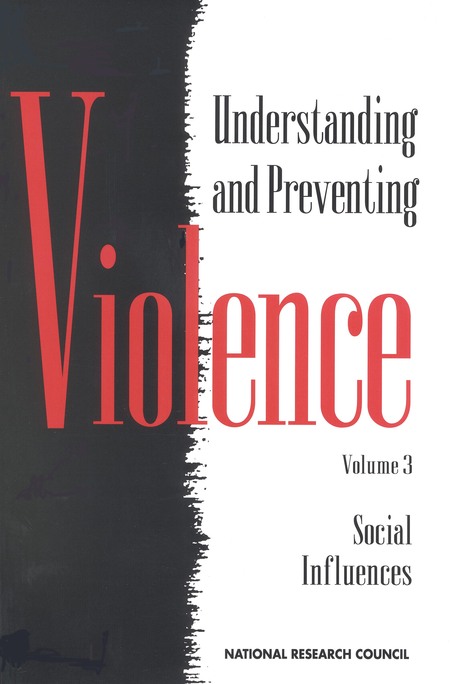 Understanding
and Preventing
Violence
Volume 3
Social
Influences
NATIONAL RESEARCH COUNCIL